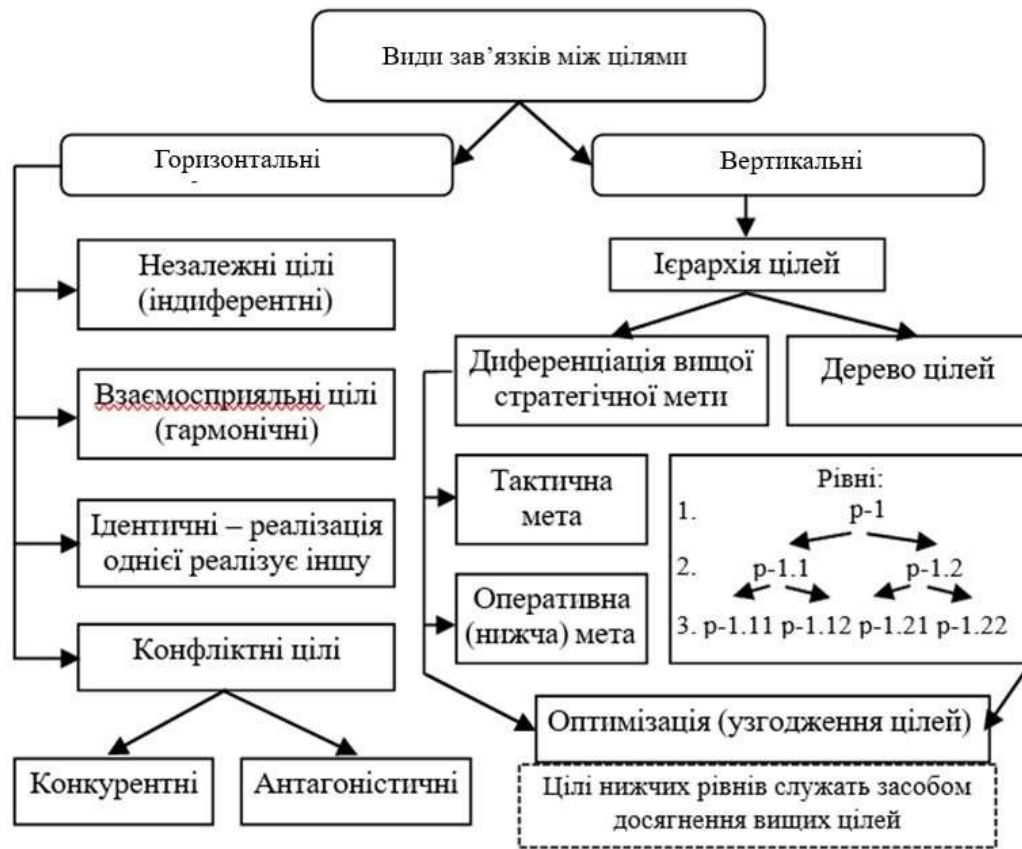 Види зав’язків між цілями
Горизонтальні
-
Вертикальні
Незалежні цілі
(індиферентні)
Взаємосприяльні цілі
(гармонічні)
Ідентичні – реалізація
однієї реалізує іншу
Конфліктні цілі
Конкурентні
Антагоністичні
Ієрархія цілей
Диференціація вищої
стратегічної мети
Дерево цілей
Тактична
мета
Оперативна
(нижча) мета
Рівні:
1. р-1
2. р-1.1 р-1.2
3. р-1.11 р-1.12 р-1.21 р-1.22
Оптимізація (узгодження цілей)
Цілі нижчих рівнів служать засобом
досягнення вищих цілей